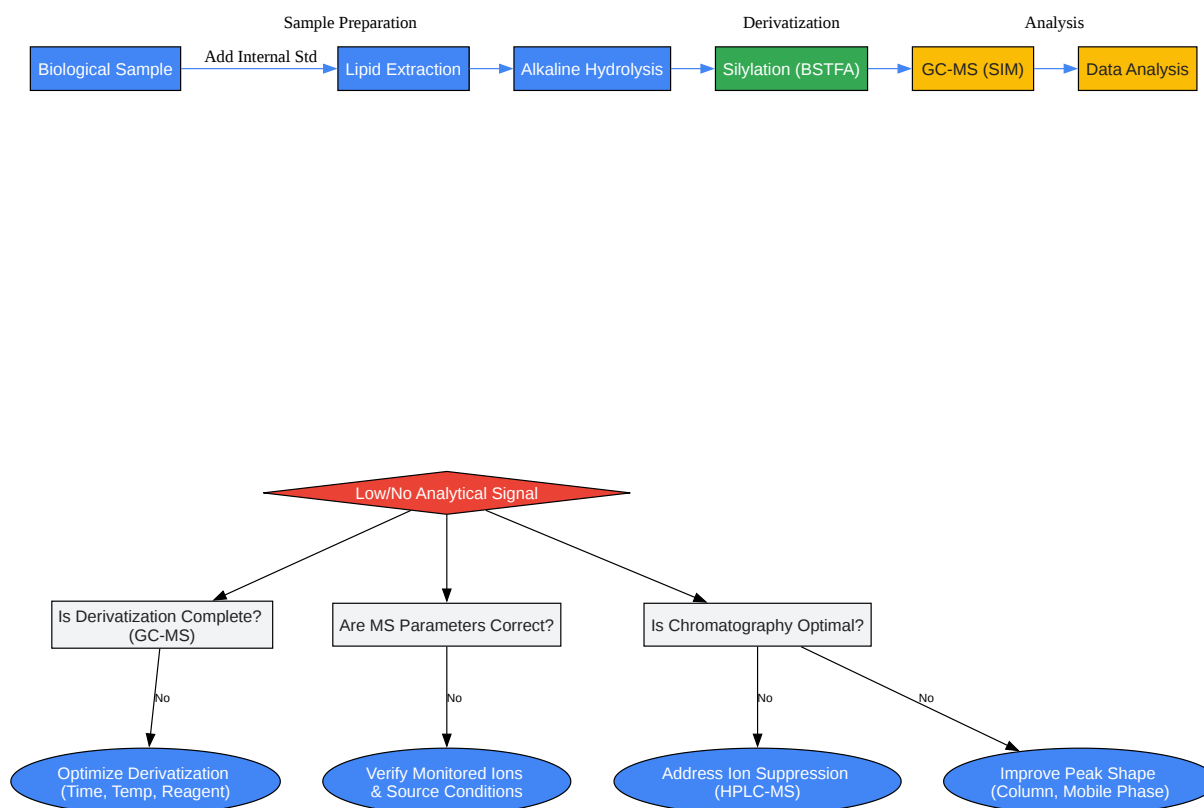 Sample Preparation
Derivatization
Analysis
Biological Sample
Add Internal Std
Lipid Extraction
Alkaline Hydrolysis
Silylation (BSTFA)
GC-MS (SIM)
Data Analysis
Low/No Analytical Signal
Is Derivatization Complete?
(GC-MS)
Are MS Parameters Correct?
Is Chromatography Optimal?
No
No
No
No
Optimize Derivatization
(Time, Temp, Reagent)
Verify Monitored Ions
& Source Conditions
Address Ion Suppression
(HPLC-MS)
Improve Peak Shape
(Column, Mobile Phase)